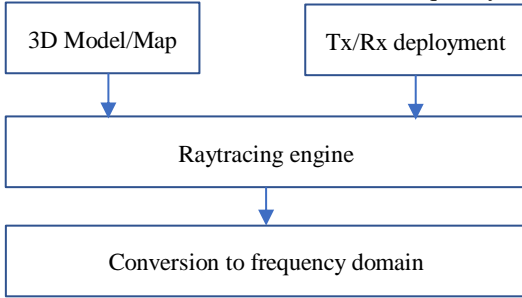 3D Model/Map
Tx/Rx deployment
Raytracing engine
Conversion to frequency domain